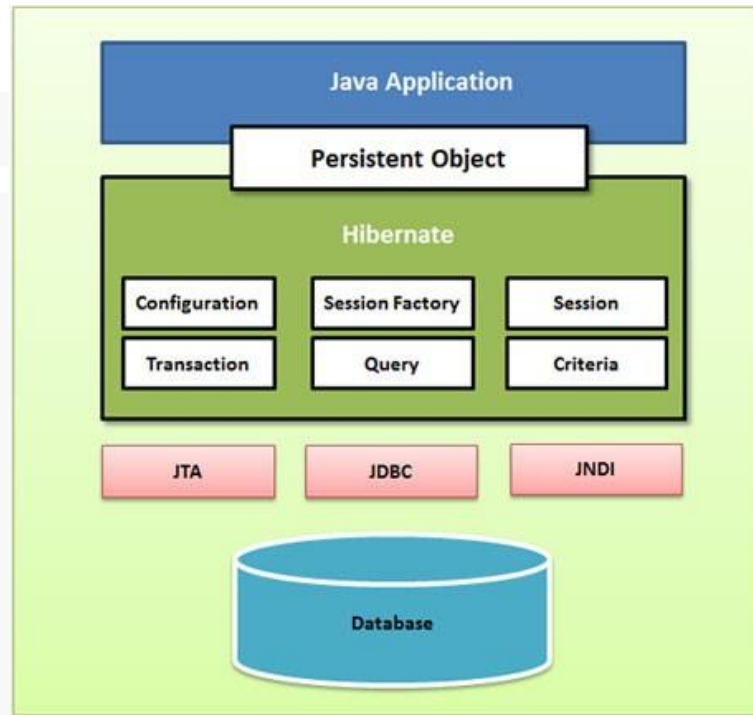 Java Application
Persistent Object
Hibernate
Configuration
Session Factory
Session
Transaction
Query
Criteria
JTA
JDBC
JNDI
Database